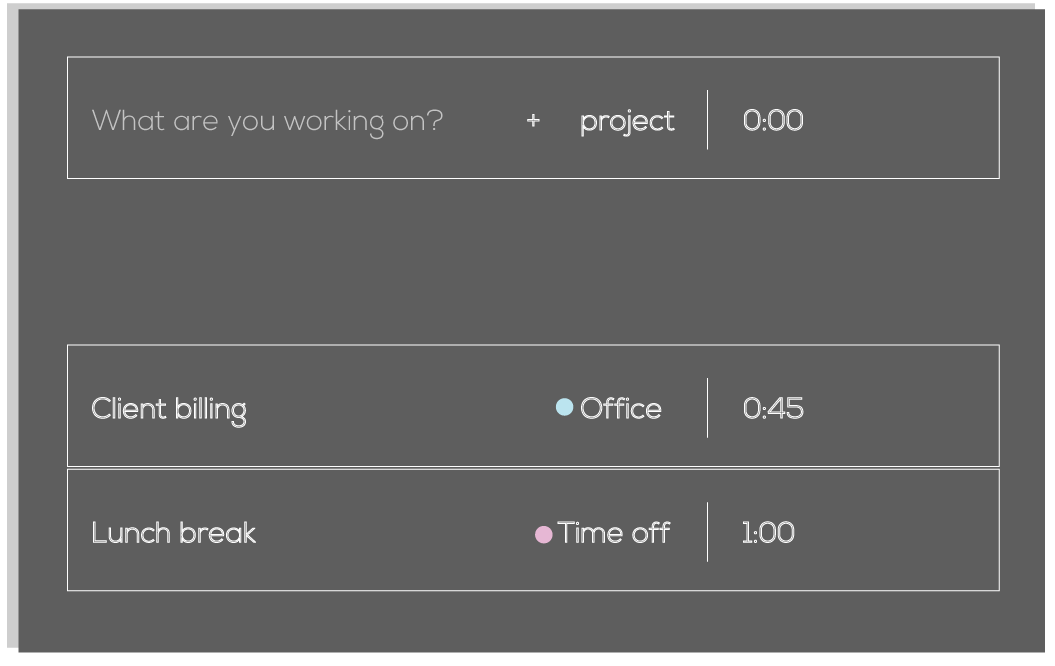 What are you working on? + project 0:00
Client billing Office 0:45
Lunch break Time off 1:00